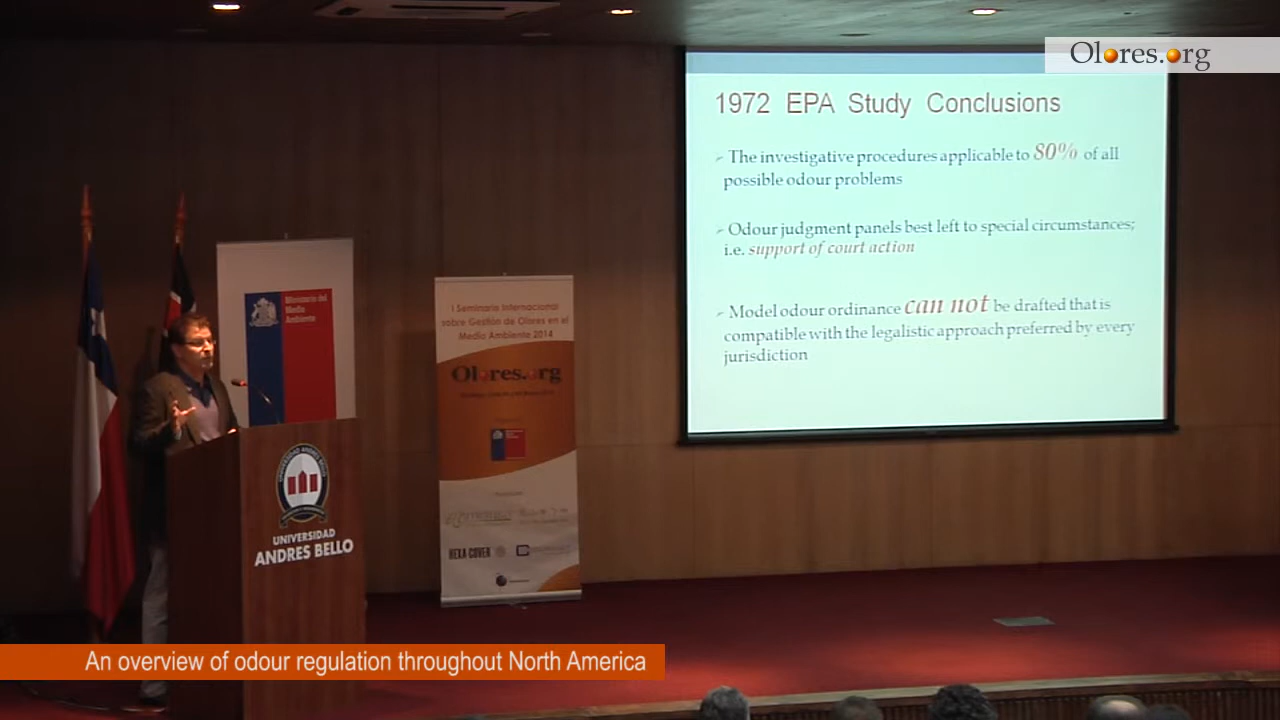 Olores.org
1972 EPA Study Conclusions
The investigative procedures applicable to 80% of all
possible odour problems
Odour judgment panels best left to special circumstances;
i.e. support of court action
Model odour ordinance can not be drafted that is
compatible with the legalistic approach preferred by every
jurisdiction
Ministerio del
Medio
Ambiente
I Seminario Internacional
sobre Gestión de Olores en el
Medio Ambiente 2014
Olores.org
HEXA-COVER
UNIVERSIDAD
ANDRES BELLO
An overview of odour regulation throughout North America